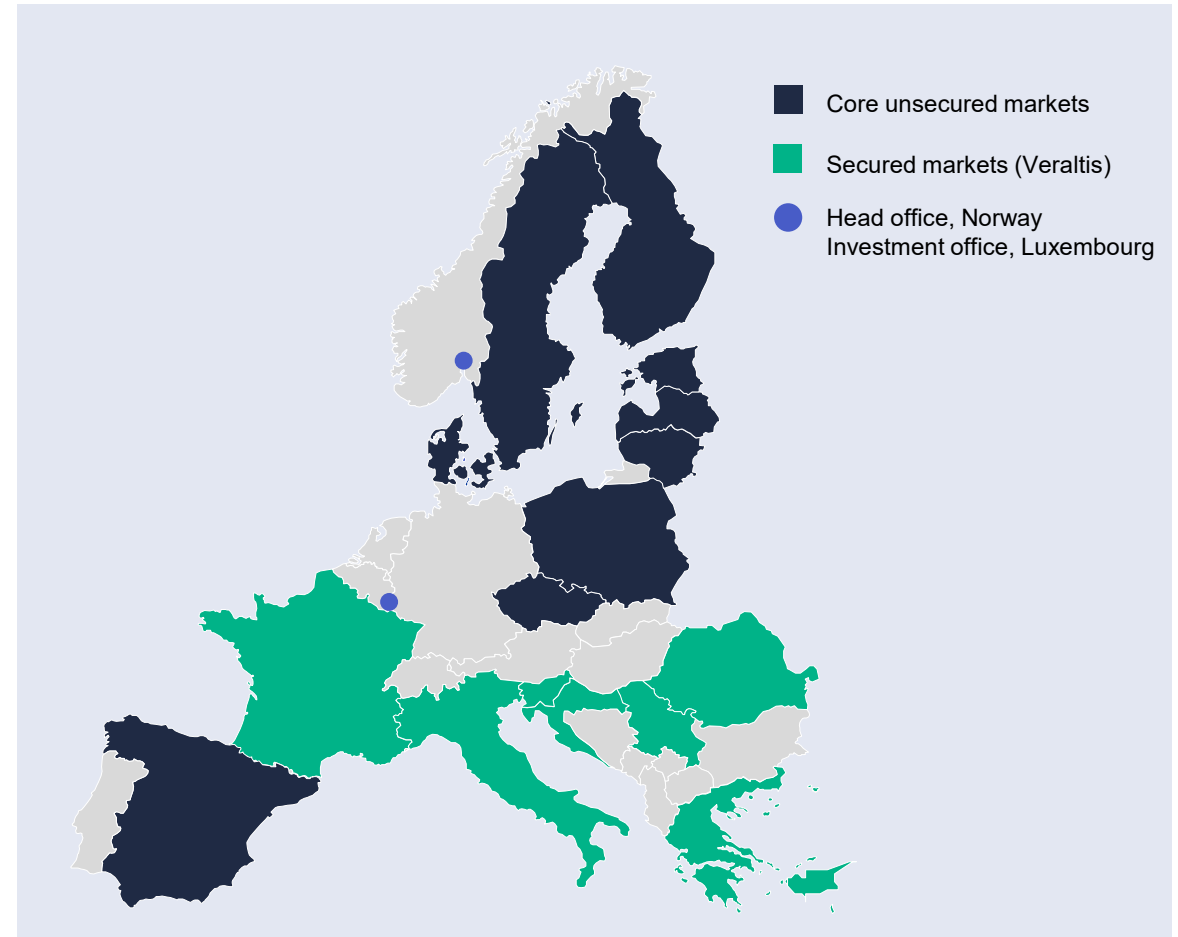 Core unsecured markets
Secured markets (Veraltis)
Head office, Norway
Investment office, Luxembourg